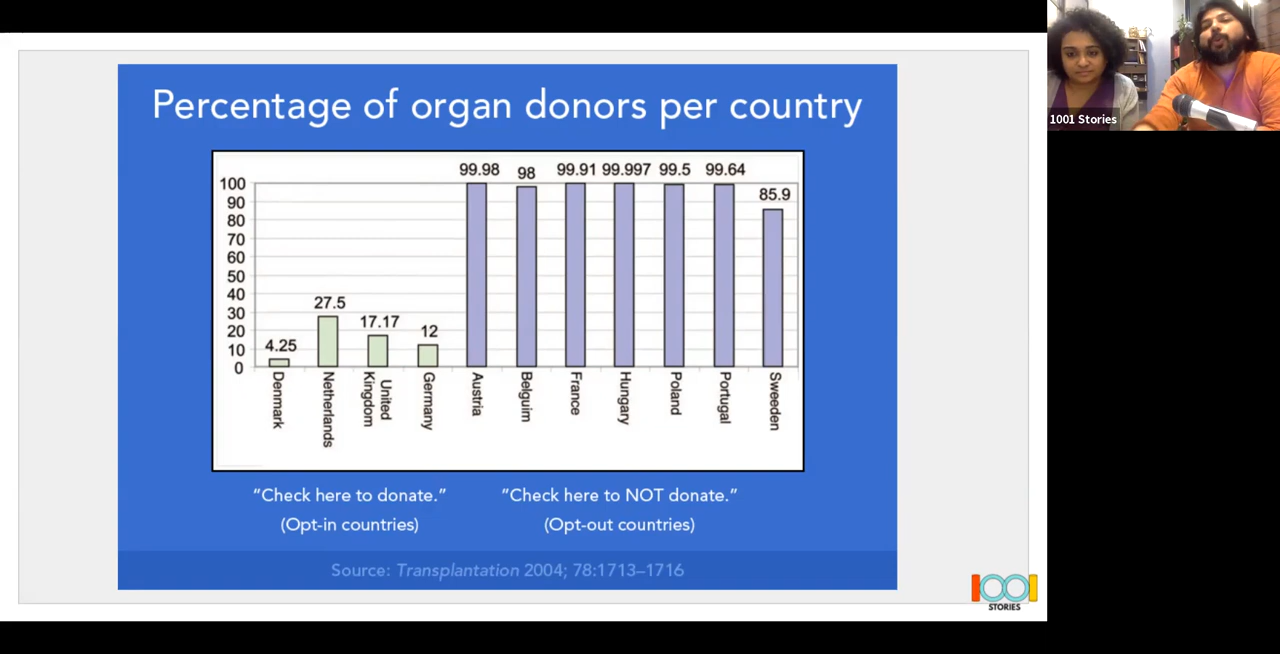 Percentage of organ donors per country
99.98 98 99.91 99.997 99.5 99.64
85.9
27.5
17.17
12
4.25
100
90
80
70
60
50
40
30
20
10
0
Denmark
Netherlands
United
Kingdom
Germany
Austria
Belguim
France
Hungary
Poland
Portugal
Sweeden
“Check here to donate.”
(Opt-in countries)
“Check here to NOT donate.”
(Opt-out countries)
Source: Transplantation 2004; 78:1713–1716
1001
STORIES
1001 Stories